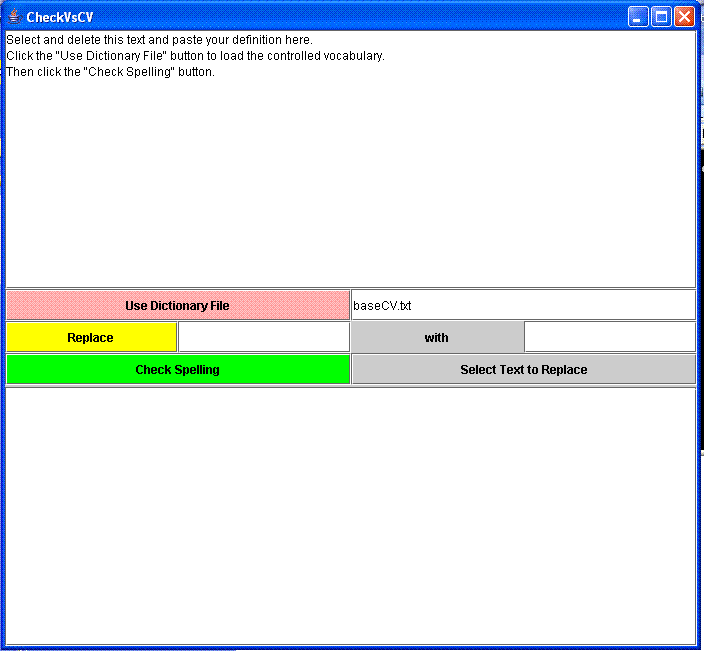 CheckVsCV
Select and delete this text and paste your definition here.
Click the "Use Dictionary File" button to load the controlled vocabulary.
Then click the "Check Spelling" button.
Use Dictionary File
baseCV.txt
Replace
with
Check Spelling
Select Text to Replace